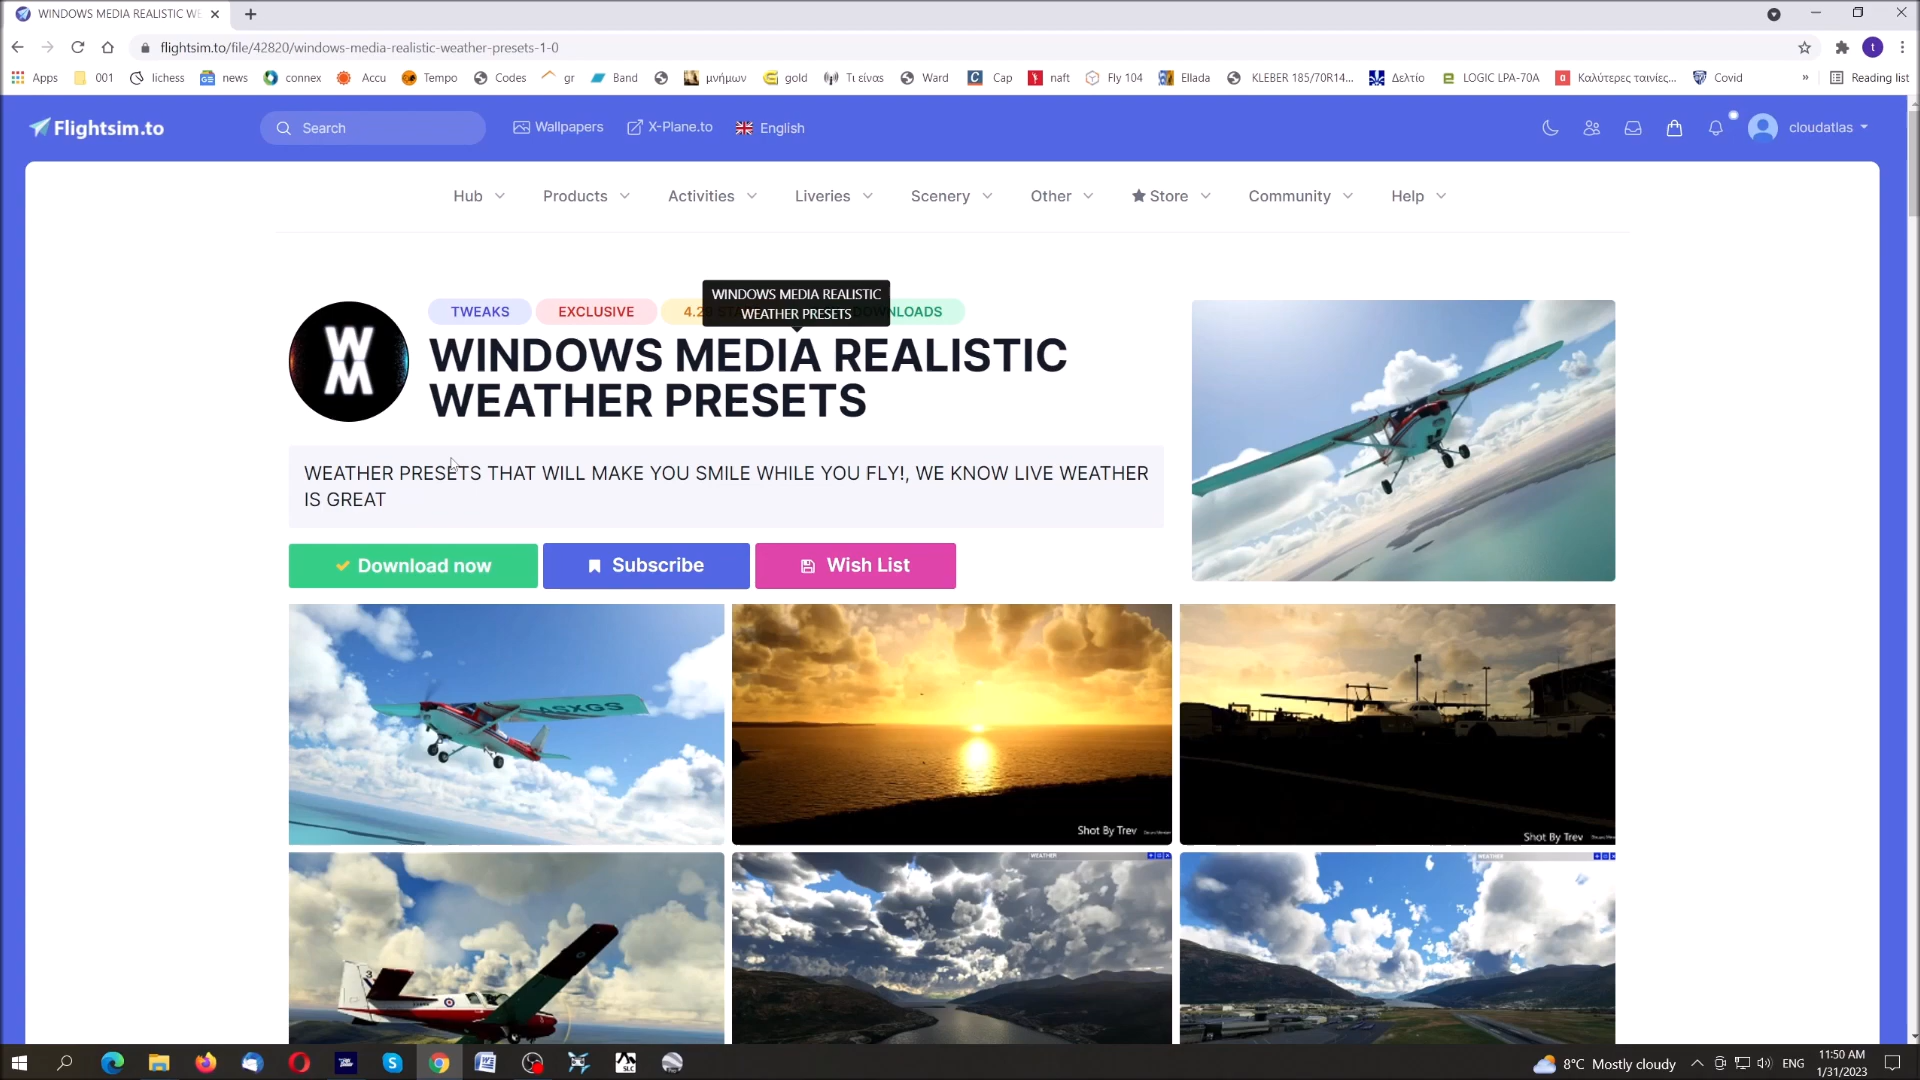 WINDOWS MEDIA REALISTIC WE
flightsim.to/file/42820/windows-media-realistic-weather-presets-1-0
Apps 001 lichess news connex Accu Tempo Codes gr Band μνήμων gold Τι είναι Ward Cap naft Fly 104 Ellada KLEBER 185/70R14... Δελτίο LOGIC LPA-70A Καλύτερες ταινίες... Covid » Reading list
Flightsim.to Search Wallpapers X-Plane.to English cloudatlas
Hub Products Activities Liveries Scenery Other Store Community Help
WINDOWS MEDIA REALISTIC
WEATHER PRESETS
TWEAKS EXCLUSIVE
WM
WINDOWS MEDIA REALISTIC
WEATHER PRESETS
WEATHER PRESETS THAT WILL MAKE YOU SMILE WHILE YOU FLY!, WE KNOW LIVE WEATHER
IS GREAT
Download now Subscribe Wish List
ASXGS
Shot By Trev
Shot By Trev
3
WEATHER
WEATHER
8°C Mostly cloudy ENG 11:50 AM
1/31/2023
SLC